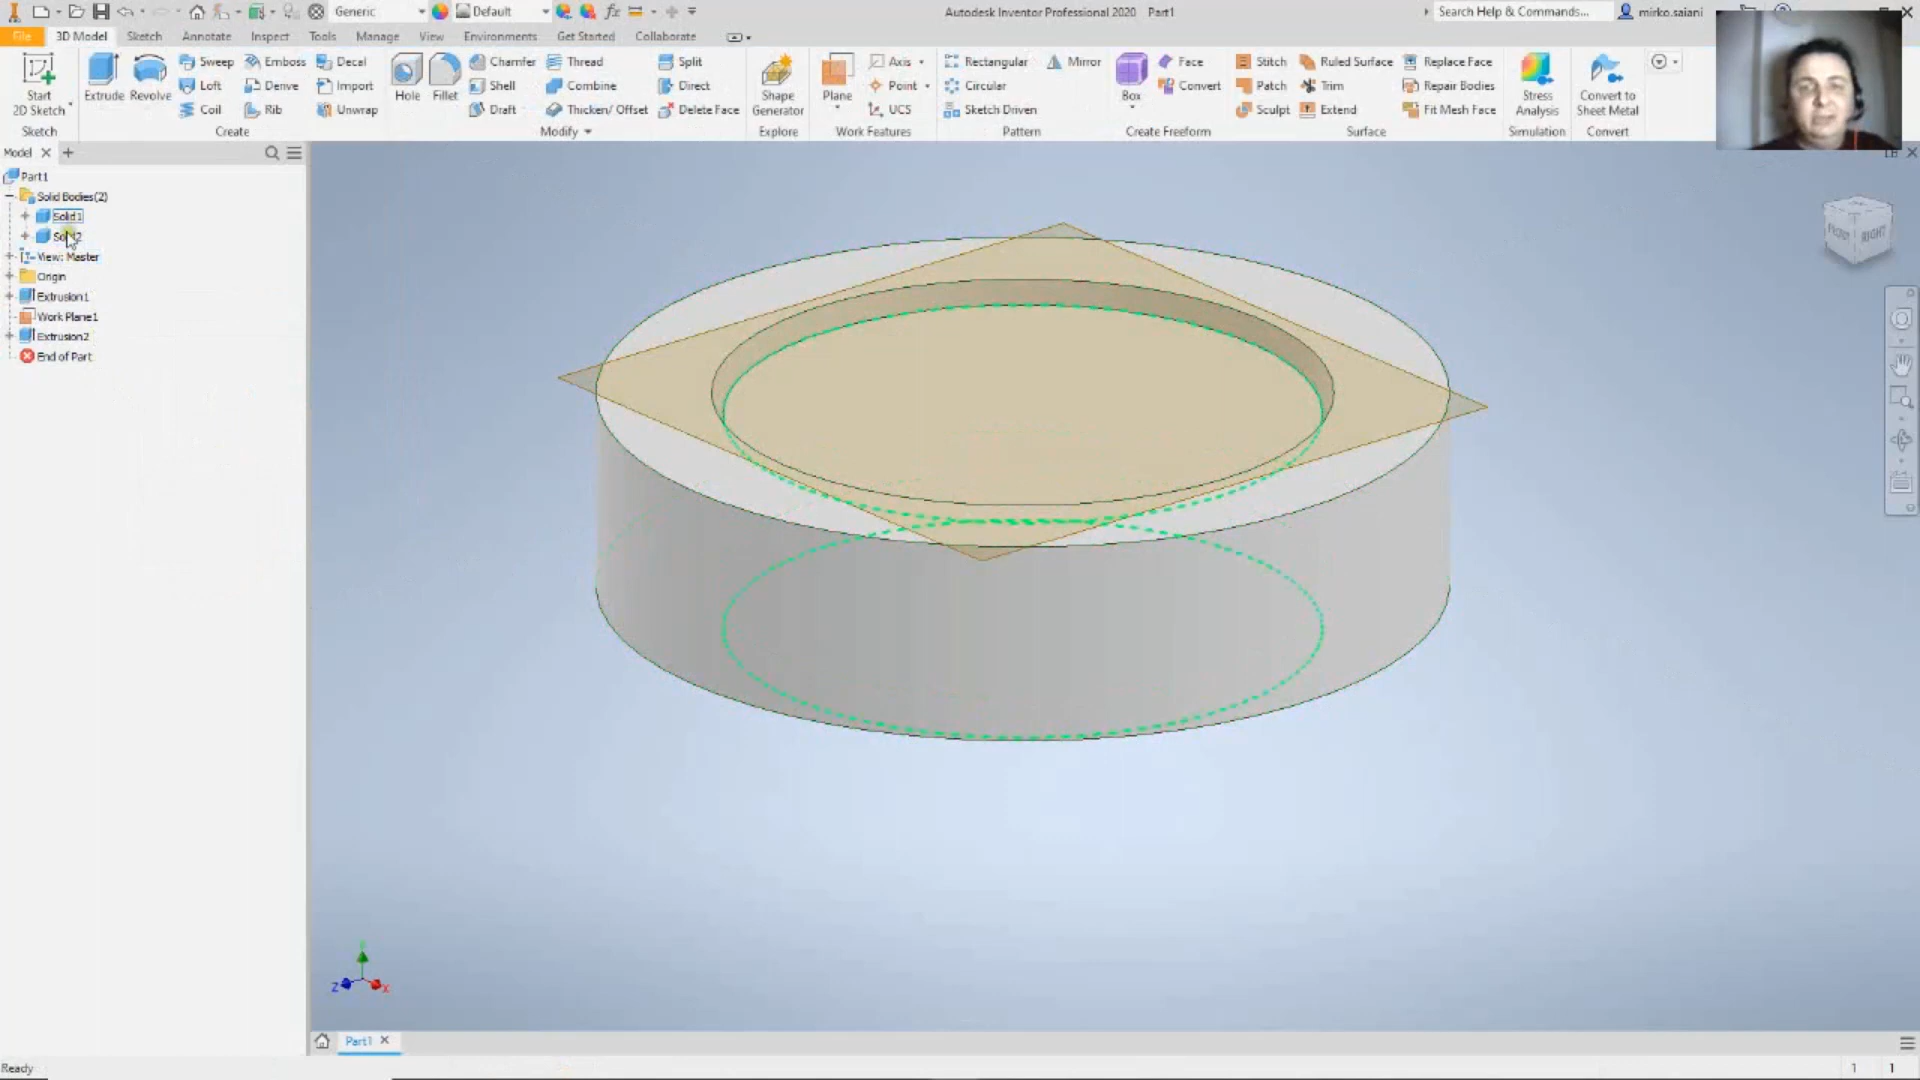 Generic Default fx Autodesk Inventor Professional 2020 Part1 Search Help & Commands... mirko.saiani
File 3D Model Sketch Annotate Inspect Tools Manage View Environments Get Started Collaborate
Start 2D Sketch
Extrude Revolve
Sweep Emboss Decal
Loft Derive Import
Coil Rib Unwrap
Hole Fillet
Chamfer Thread Split
Shell Combine Direct
Draft Thicken/ Offset Delete Face
Shape Generator
Plane
Axis
Point
UCS
Rectangular Mirror
Circular
Sketch Driven
Box
Face
Convert
Stitch Ruled Surface Replace Face
Patch Trim Repair Bodies
Sculpt Extend Fit Mesh Face
Stress Analysis
Convert to Sheet Metal
Sketch Create Modify Explore Work Features Pattern Create Freeform Surface Simulation Convert
Model
Part1
Solid Bodies(2)
Solid1
View: Master
Origin
Extrusion1
Work Plane1
Extrusion2
End of Part
RIGHT
Z X
Part1
Ready 1 1